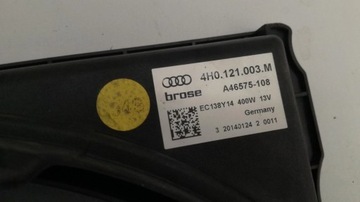 4H0.121.003.M
brose A46575-108
EC138Y14 400W 13V
Germany
3 20140124 2 0011